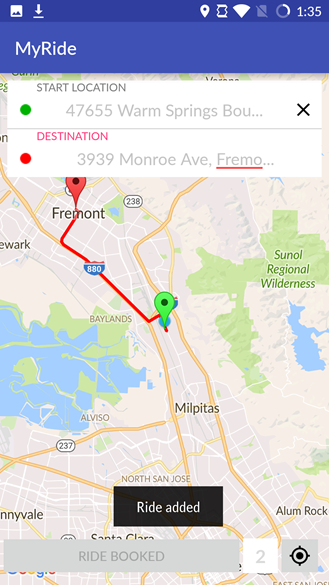 1:35
MyRide
START LOCATION
47655 Warm Springs Bou...
DESTINATION
3939 Monroe Ave, Fremo...
Fremont
238
ewark
880
Sunol
Regional
Wilderness
BAYLANDS
ALVISO
Milpitas
237
NORTH SAN JOSE
Ride added
nnyvale
Alum Rock
Santa Clara
RIDE BOOKED
2
Google
EAST SAN JOSE